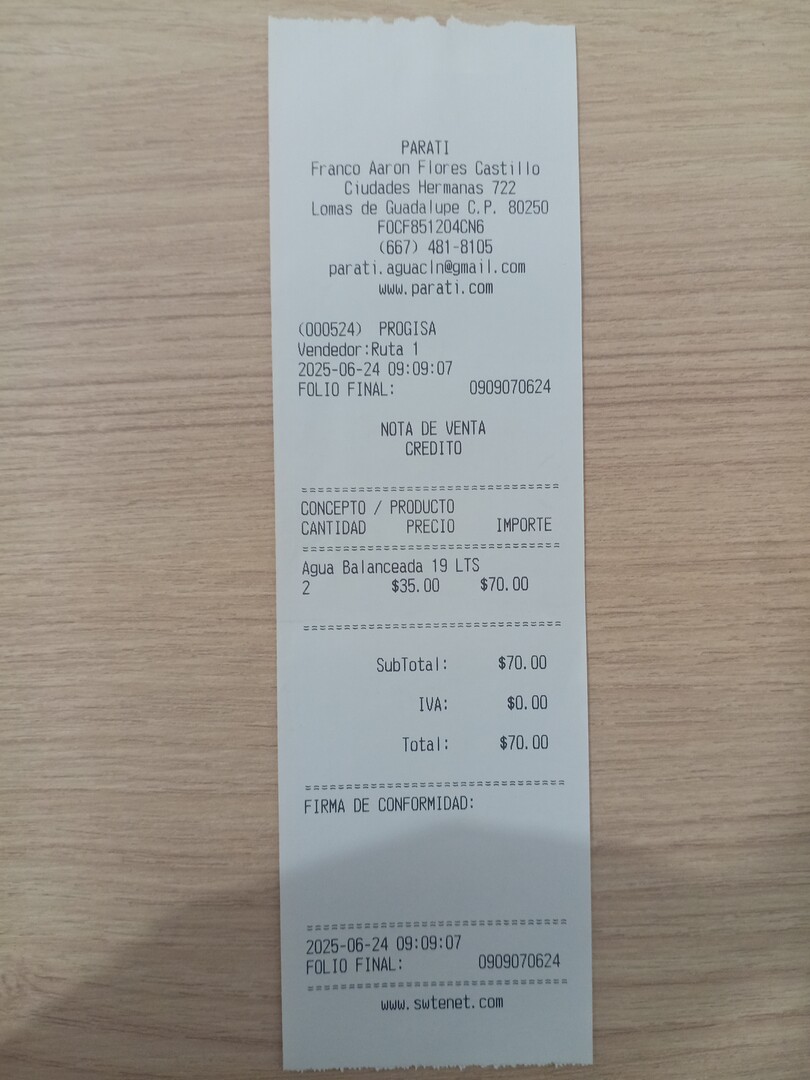 PARATI
Franco Aaron Flores Castillo
Ciudades Hermanas 722
Lomas de Guadalupe C.P. 80250
FOCF851204CN6
(667) 481-8105
parati.aguacln@gmail.com
www.parati.com
(000524) PROGISA
Vendedor:Ruta 1
2025-06-24 09:09:07
FOLIO FINAL: 0909070624
NOTA DE VENTA
CREDITO
================================
CONCEPTO / PRODUCTO
CANTIDAD PRECIO IMPORTE
================================
Agua Balanceada 19 LTS
2 $35.00 $70.00
================================
SubTotal: $70.00
IVA: $0.00
Total: $70.00
================================
FIRMA DE CONFORMIDAD:
================================
2025-06-24 09:09:07
FOLIO FINAL: 0909070624
================================
www.swtenet.com